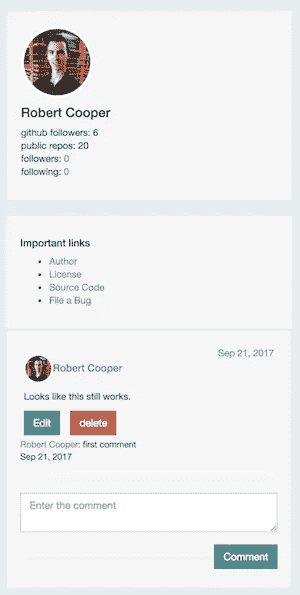 Robert Cooper
github followers: 6
public repos: 20
followers: 0
following: 0
Important links
Author
License
Source Code
File a Bug
Sep 21, 2017
Robert Cooper
Looks like this still works.
Edit delete
Robert Cooper: first comment
Sep 21, 2017
Enter the comment
Comment